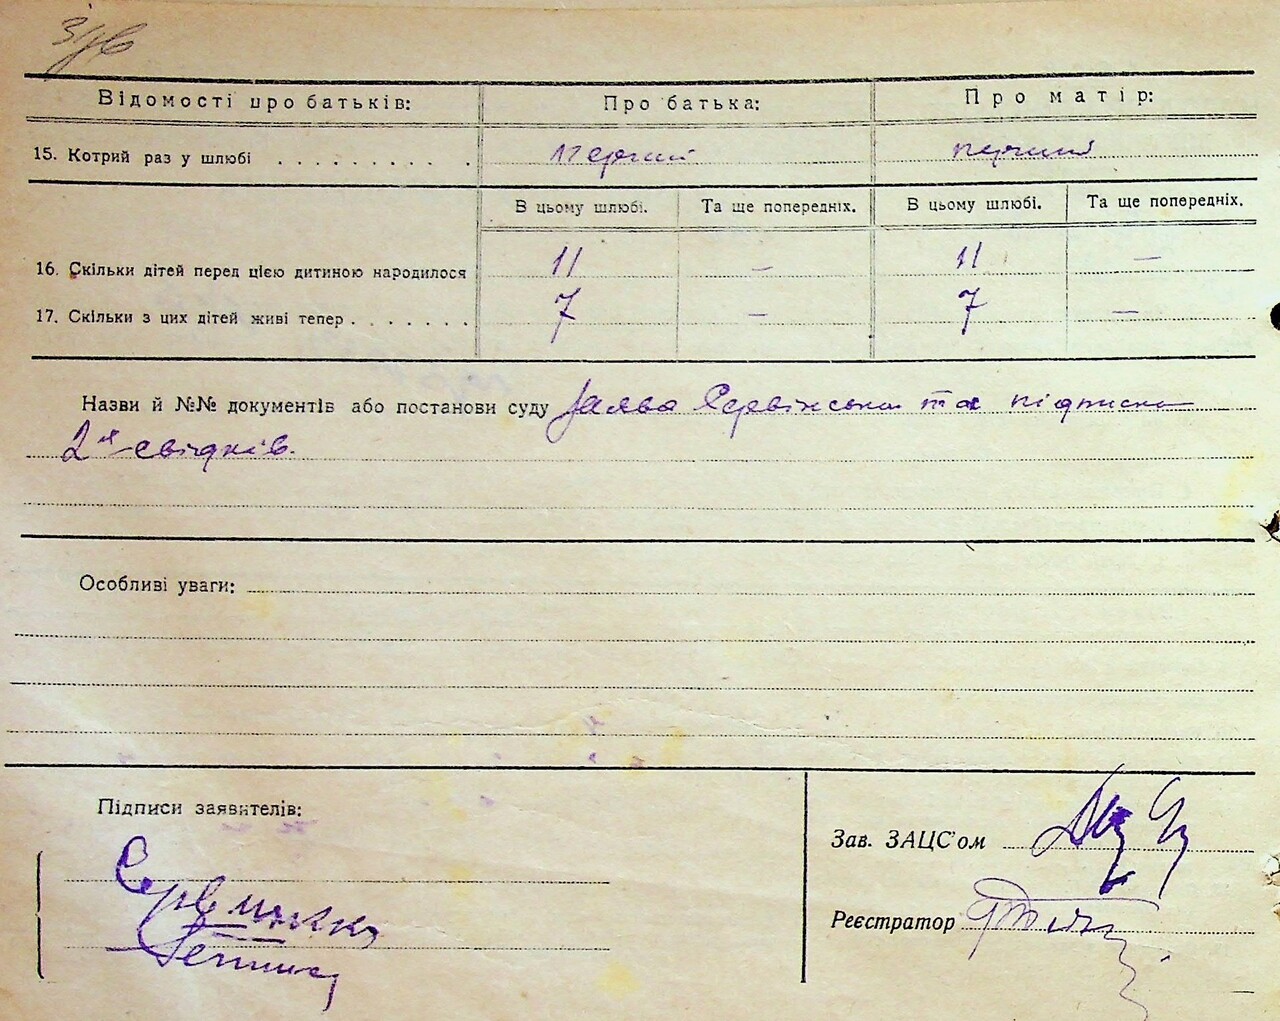 Відомості про батьків: Про батька: Про матір:
15. Котрий раз у шлюбі . . . . . . . . . . перший перший
В цьому шлюбі. Та ще попередніх. В цьому шлюбі. Та ще попередніх.
16. Скільки дітей перед цією дитиною народилося 11 — 11 —
17. Скільки з цих дітей живі тепер . . . . . . . 7 — 7 —
Назви й №№ документів або постанови суду Заява та підписка
2х свідків.
Особливі уваги:
Підписи заявителів:
Зав. ЗАЦС'ом
Реєстратор